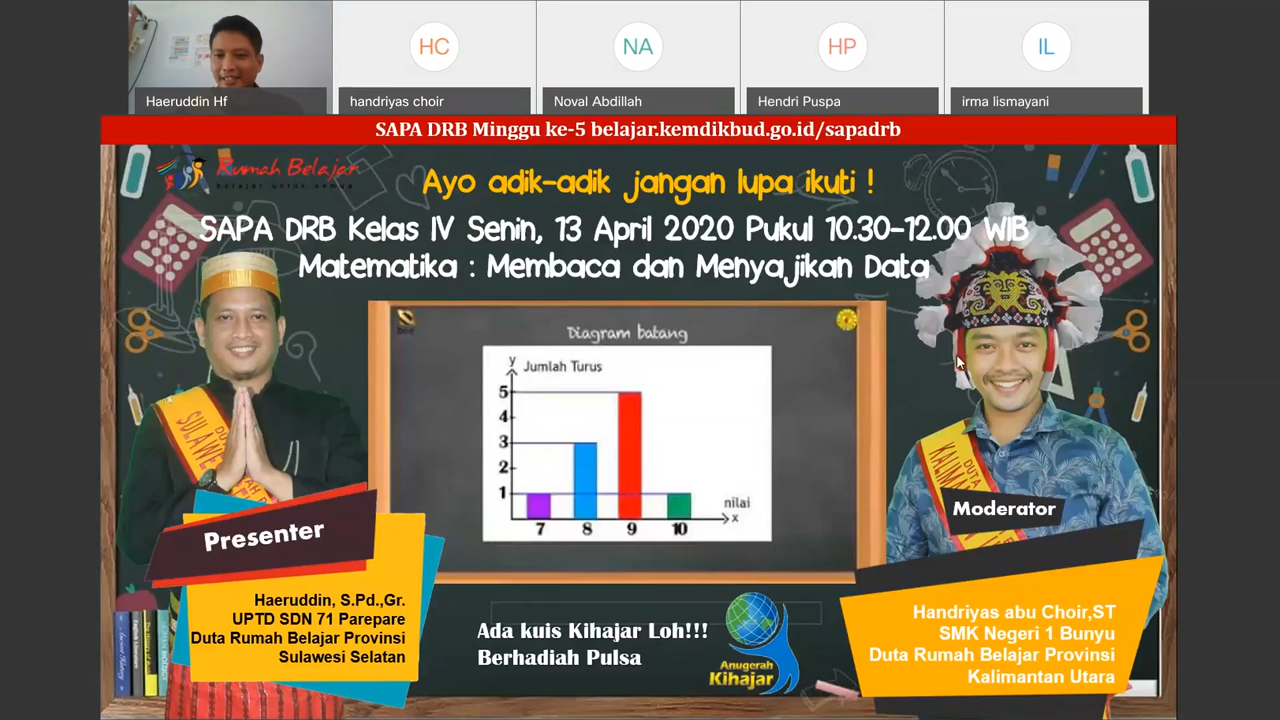 HC
NA
HP
IL
Haeruddin Hf
handriyas choir
Noval Abdillah
Hendri Puspa
irma lismayani
SAPA DRB Minggu ke-5 belajar.kemdikbud.go.id/sapadrb
Rumah Belajar
belajar untuk semua
Ayo adik-adik jangan lupa ikuti !
SAPA DRB Kelas IV Senin, 13 April 2020 Pukul 10.30-12.00 WIB
Matematika : Membaca dan Menyajikan Data
Diagram batang
y
Jumlah Turus
5
4
3
2
1
nilai
x
7 8 9 10
DUTA
SULAWE
DUTA
KALIMA
Presenter
Moderator
Haeruddin, S.Pd.,Gr.
UPTD SDN 71 Parepare
Duta Rumah Belajar Provinsi
Sulawesi Selatan
Ada kuis Kihajar Loh!!!
Berhadiah Pulsa
Anugerah
Kihajar
Handriyas abu Choir,ST
SMK Negeri 1 Bunyu
Duta Rumah Belajar Provinsi
Kalimantan Utara